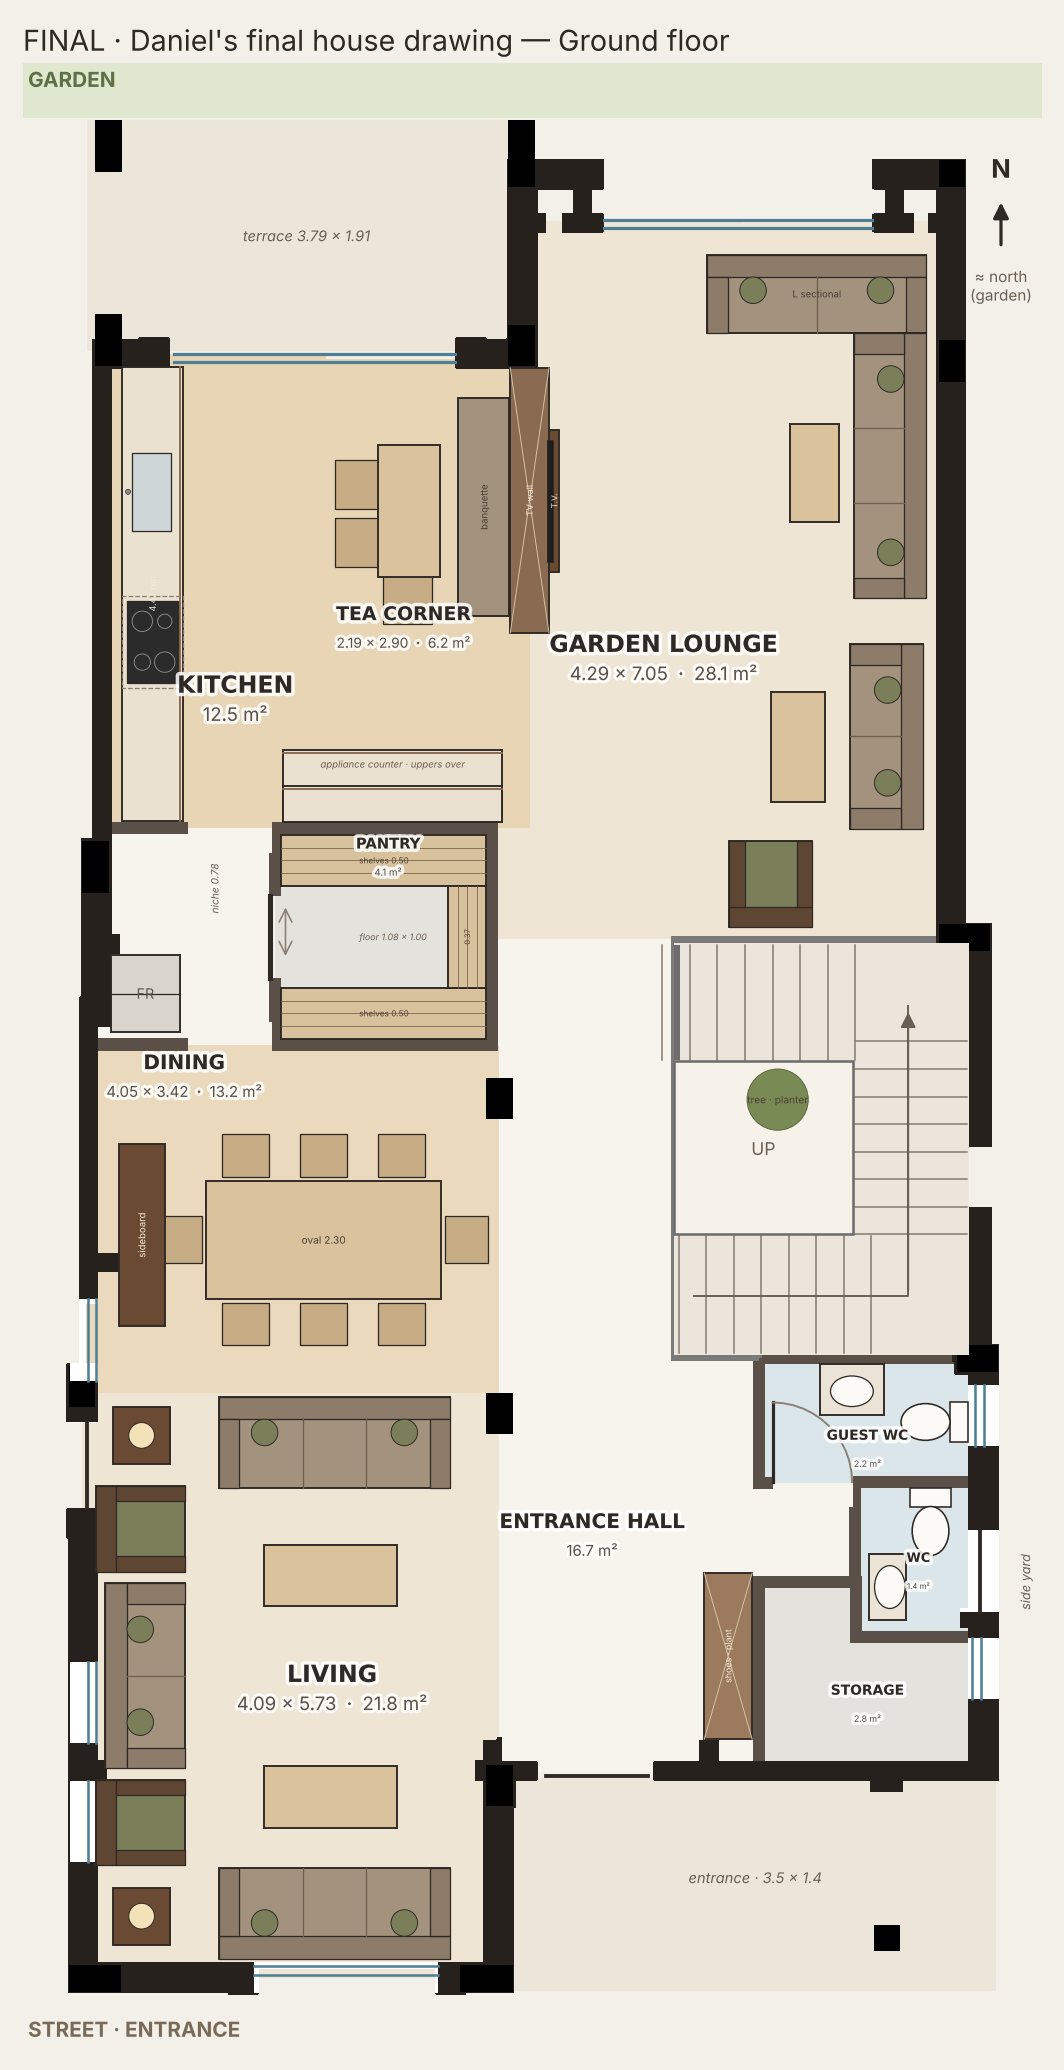 FINAL · Daniel's final house drawing — Ground floor
GARDEN
N
≈ north
(garden)
terrace 3.79 × 1.91
L sectional
banquette
TV wall
T.V.
TEA CORNER
2.19 × 2.90 · 6.2 m²
GARDEN LOUNGE
4.29 × 7.05 · 28.1 m²
KITCHEN
12.5 m²
appliance counter · uppers over
PANTRY
shelves 0.50
4.1 m²
niche 0.78
floor 1.08 × 1.00
0.37
FR
shelves 0.50
DINING
4.05 × 3.42 · 13.2 m²
tree · planter
UP
sideboard
oval 2.30
GUEST WC
2.2 m²
ENTRANCE HALL
16.7 m²
WC
1.4 m²
side yard
shoes · plant
LIVING
4.09 × 5.73 · 21.8 m²
STORAGE
2.8 m²
entrance · 3.5 × 1.4
STREET · ENTRANCE